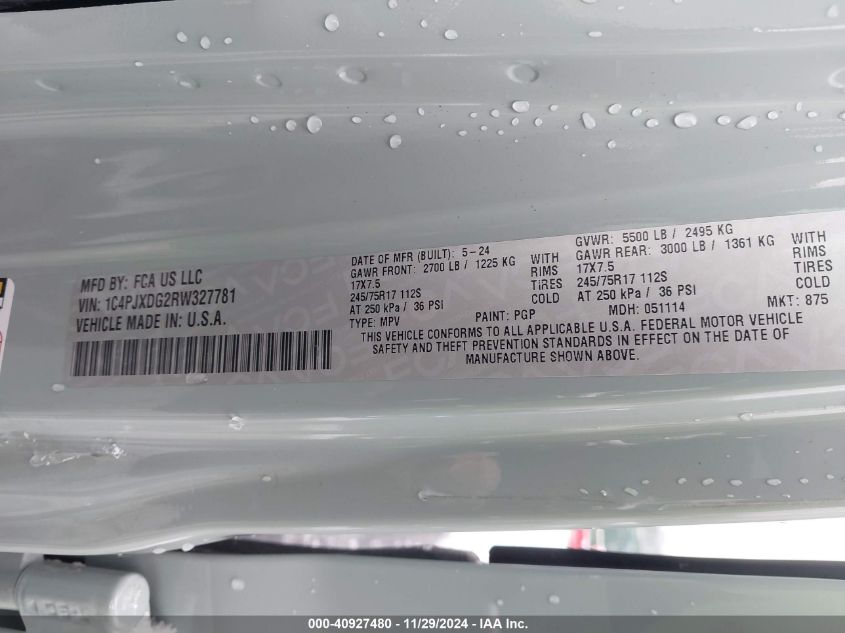 MFD BY: FCA US LLC
VIN: 1C4PJXDG2RW327781
VEHICLE MADE IN: U.S.A.
DATE OF MFR (BUILT): 5-24
GAWR FRONT: 2700 LB / 1225 KG WITH
17X7.5 RIMS
245/75R17 112S TIRES
AT 250 kPa / 36 PSI COLD
TYPE: MPV PAINT: PGP
GVWR: 5500 LB / 2495 KG
GAWR REAR: 3000 LB / 1361 KG WITH
17X7.5 RIMS
245/75R17 112S TIRES
AT 250 kPa / 36 PSI COLD
MDH: 051114 MKT: 875
THIS VEHICLE CONFORMS TO ALL APPLICABLE U.S.A. FEDERAL MOTOR VEHICLE
SAFETY AND THEFT PREVENTION STANDARDS IN EFFECT ON THE DATE OF
MANUFACTURE SHOWN ABOVE.
000-40927480 - 11/29/2024 - IAA Inc.